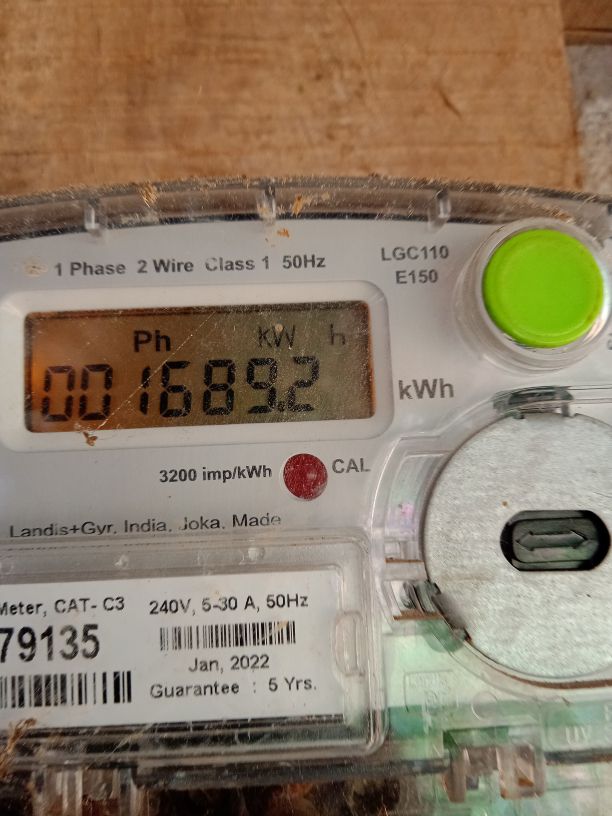 1 Phase 2 Wire Class 1 50Hz
LGC110
E150
Ph kW h
001689.2
kWh
3200 imp/kWh
CAL
Landis+Gyr, India, Joka, Made
Meter, CAT- C3
79135
240V, 5-30 A, 50Hz
Jan, 2022
Guarantee : 5 Yrs.